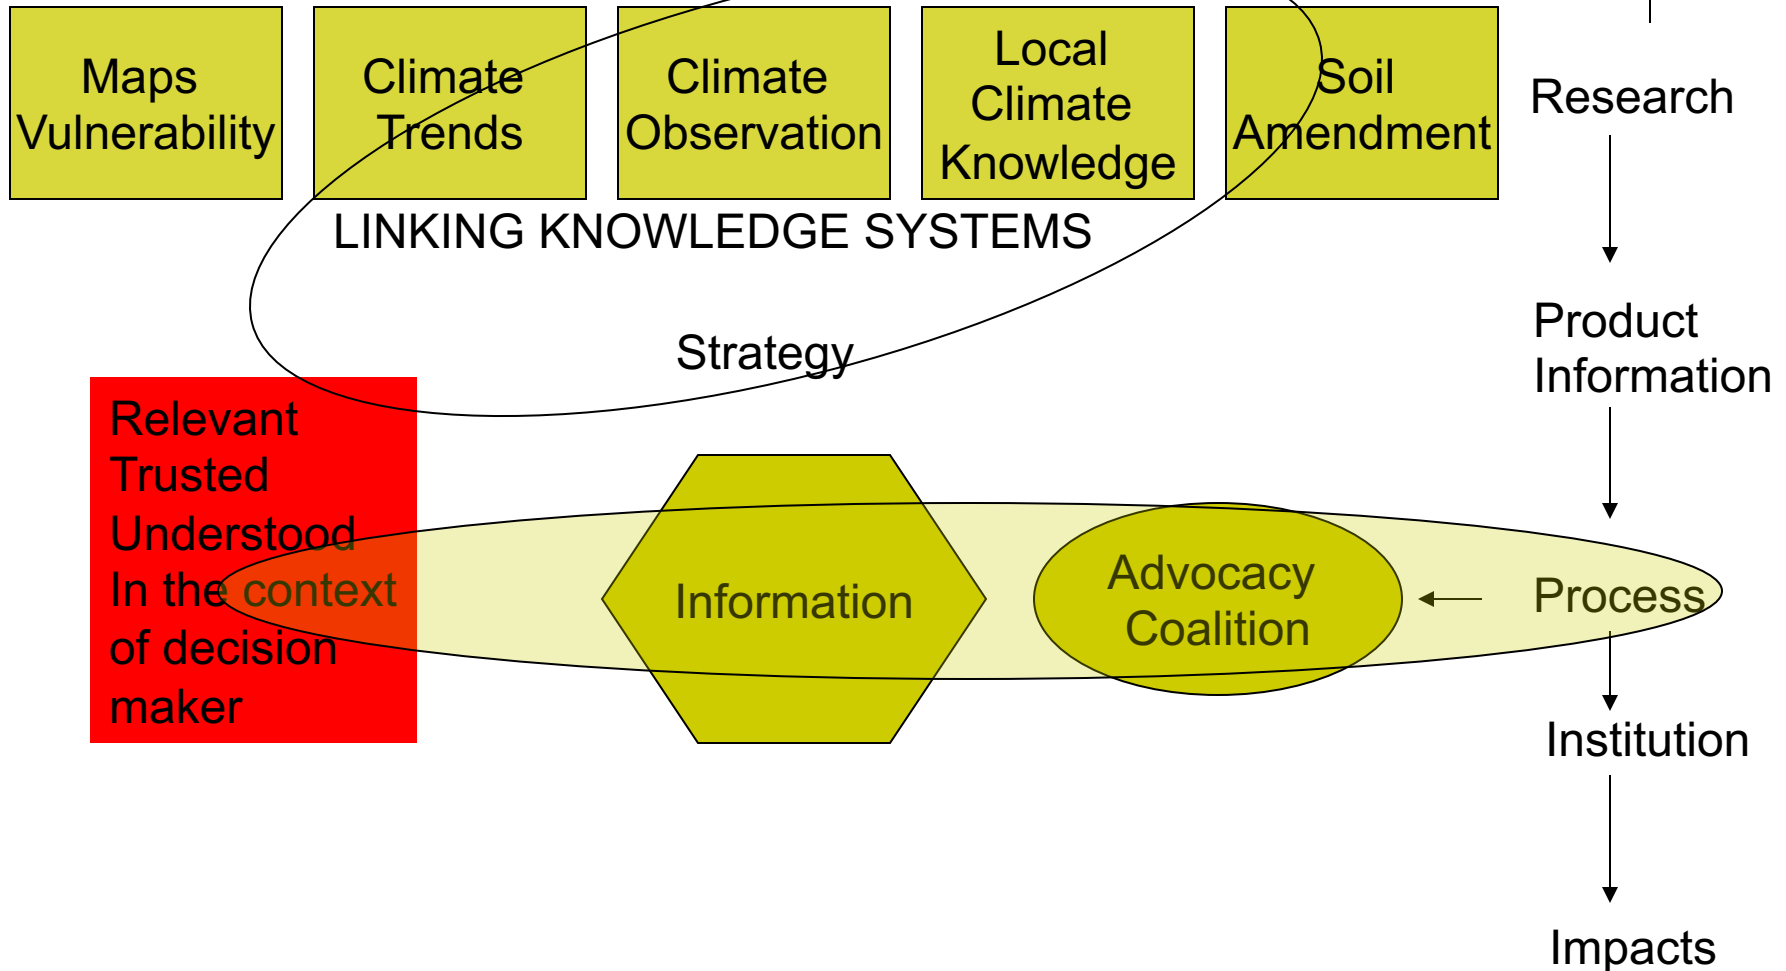 Maps
Vulnerability
Climate
Trends
Climate
Observation
Local
Climate
Knowledge
Soil
Amendment
Research
LINKING KNOWLEDGE SYSTEMS
Product
Information
Strategy
Relevant
Trusted
Understood
In the context
of decision
maker
Information
Advocacy
Coalition
Process
Institution
Impacts